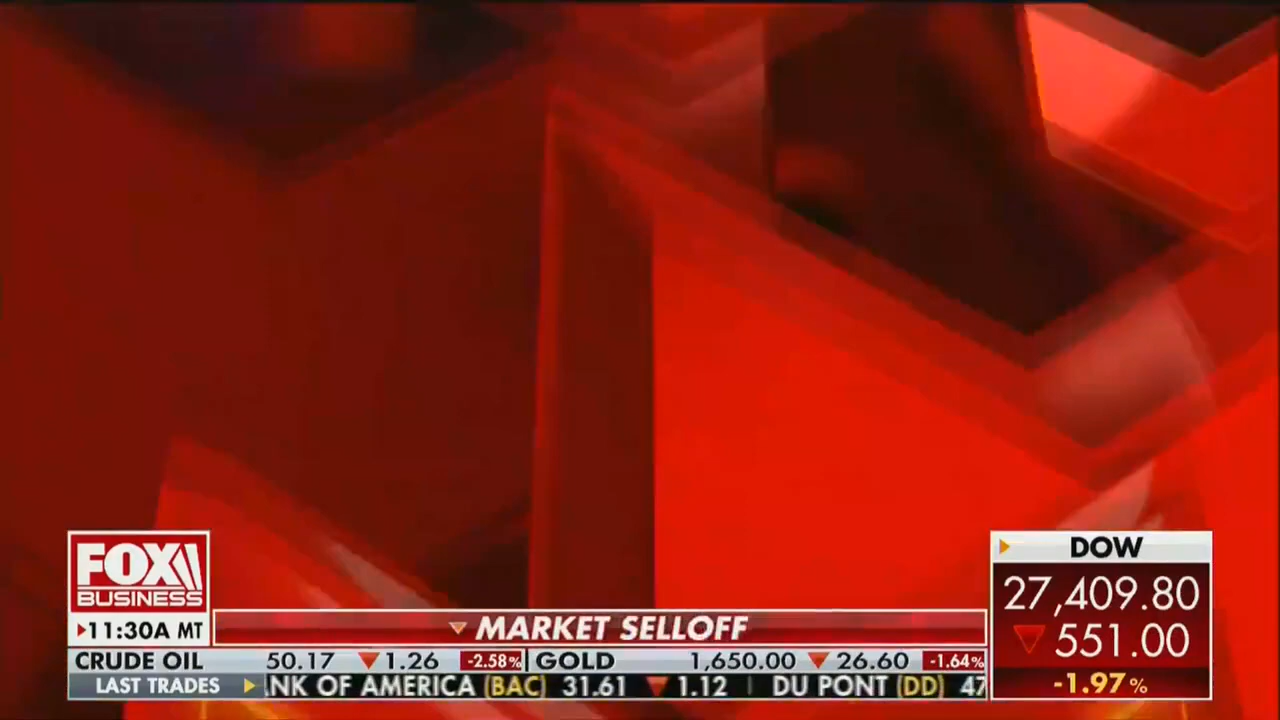 FOX
BUSINESS
11:30A MT
MARKET SELLOFF
CRUDE OIL 50.17 1.26 -2.58% GOLD 1,650.00 26.60 -1.64%
LAST TRADES NK OF AMERICA (BAC) 31.61 1.12 DU PONT (DD) 47
DOW
27,409.80
551.00
-1.97%